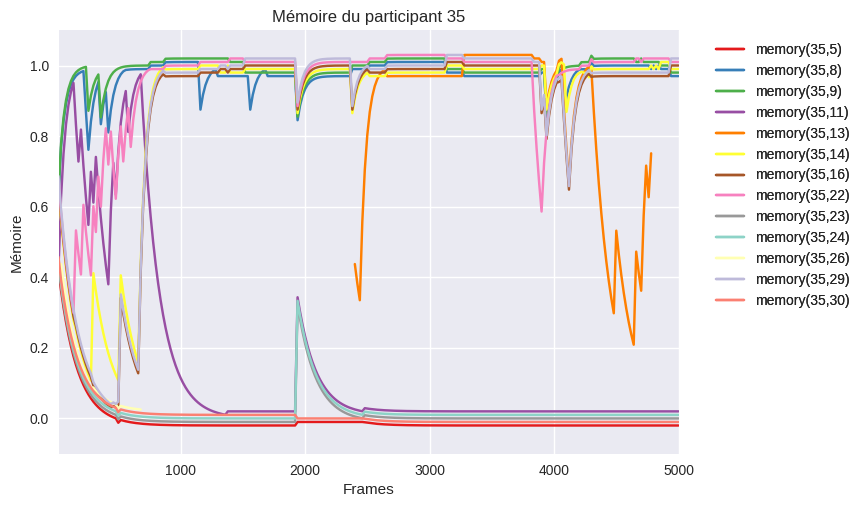 Mémoire du participant 35
Mémoire
1.0
0.8
0.6
0.4
0.2
0.0
1000
2000
3000
4000
5000
Frames
memory(35,5)
memory(35,8)
memory(35,9)
memory(35,11)
memory(35,13)
memory(35,14)
memory(35,16)
memory(35,22)
memory(35,23)
memory(35,24)
memory(35,26)
memory(35,29)
memory(35,30)